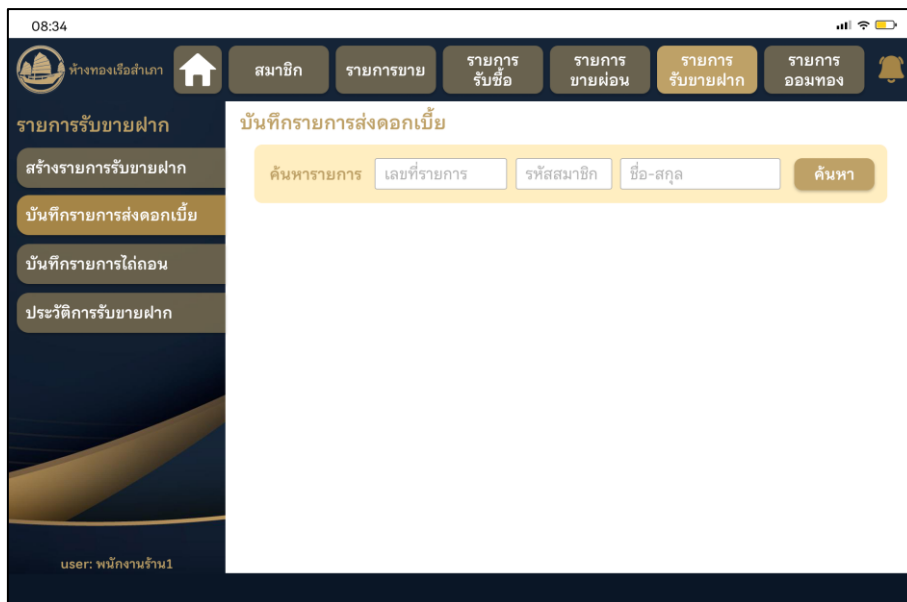 08:34
ห้างทองเรือสำเภา
สมาชิก
รายการขาย
รายการ
รับซื้อ
รายการ
ขายผ่อน
รายการ
รับขายฝาก
รายการ
ออมทอง
รายการรับขายฝาก
สร้างรายการรับขายฝาก
บันทึกรายการส่งดอกเบี้ย
บันทึกรายการไถ่ถอน
ประวัติการรับขายฝาก
user: พนักงานร้าน1
บันทึกรายการส่งดอกเบี้ย
ค้นหารายการ เลขที่รายการ รหัสสมาชิก ชื่อ-สกุล ค้นหา